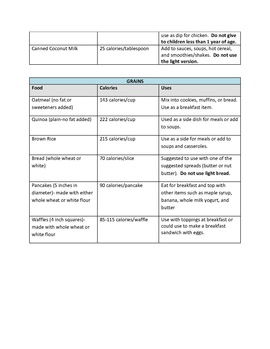 use as dip for chicken. Do not give
to children less than 1 year of age.
Canned Coconut Milk 25 calories/tablespoon Add to sauces, soups, hot cereal,
and smoothies/shakes. Do not use
the light version.
GRAINS
Food Calories Uses
Oatmeal (no fat or
sweeteners added) 143 calories/cup Mix into cookies, muffins, or bread.
Use as a breakfast item.
Quinoa (plain-no fat added) 222 calories/cup Used as a side dish for meals or add
to soups.
Brown Rice 215 calories/cup Use as a side for meals or add to
soups and casseroles.
Bread (whole wheat or
white) 70 calories/slice Suggested to use with one of the
suggested spreads (butter or nut
butter). Do not use light bread.
Pancakes (5 inches in
diameter)- made with either
whole wheat or white flour 90 calories/pancake Eat for breakfast and top with
other items such as maple syrup,
banana, whole milk yogurt, and
butter
Waffles (4 inch squares)-
made with whole wheat
or white flour 85-115 calories/waffle Use with toppings at breakfast or
could use to make a breakfast
sandwich with eggs.